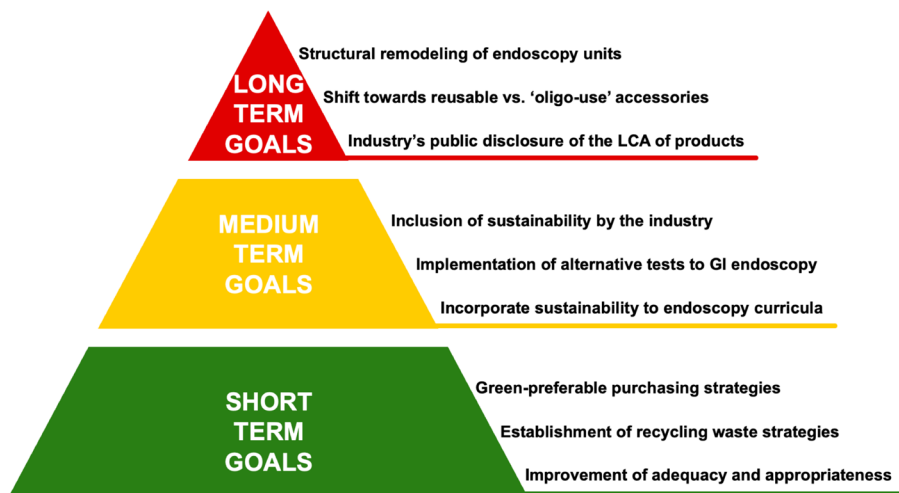 LONG
TERM
GOALS
Structural remodeling of endoscopy units
Shift towards reusable vs. ‘oligo-use’ accessories
Industry’s public disclosure of the LCA of products
MEDIUM
TERM
GOALS
Inclusion of sustainability by the industry
Implementation of alternative tests to GI endoscopy
Incorporate sustainability to endoscopy curricula
SHORT
TERM
GOALS
Green-preferable purchasing strategies
Establishment of recycling waste strategies
Improvement of adequacy and appropriateness